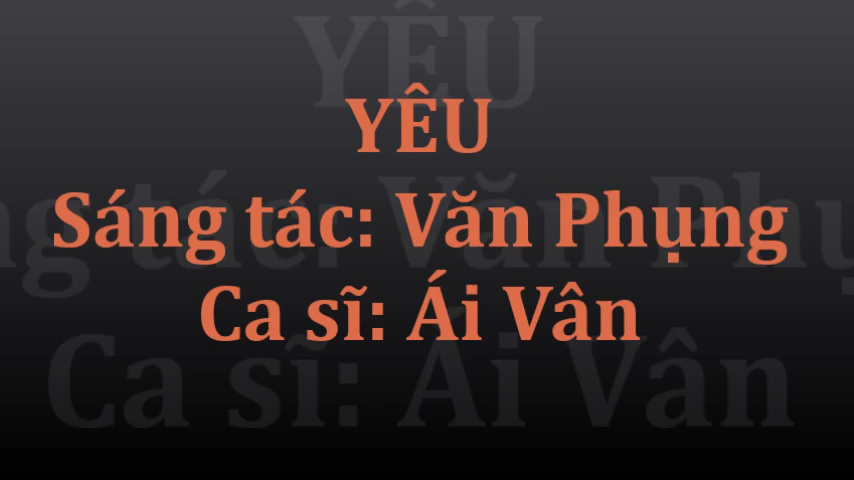 YÊU
Sáng tác: Văn Phụng
Ca sĩ: Ái Vân